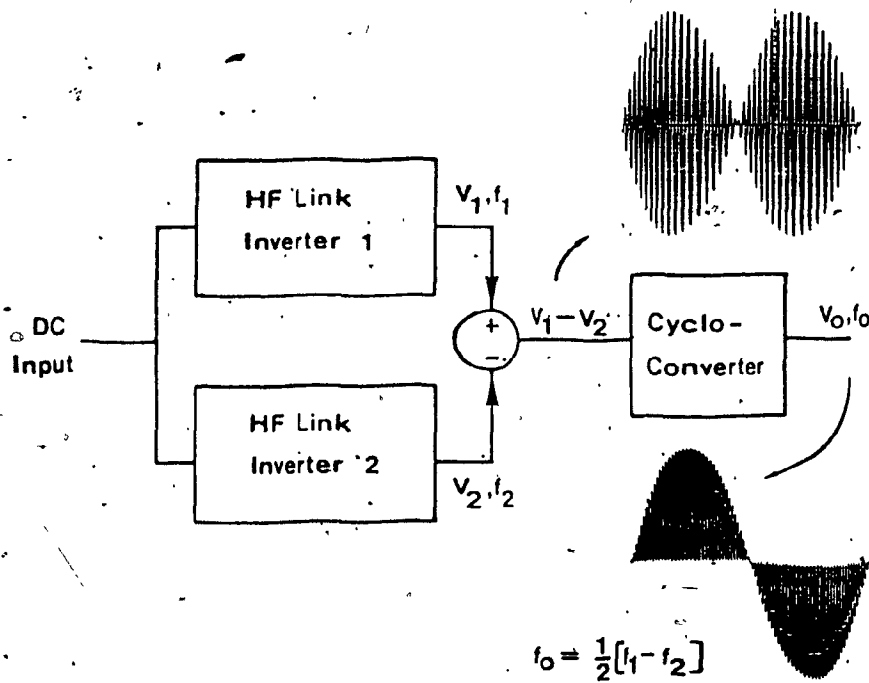 HF Link
Inverter 1
V1, f1
DC
Input
+
−
V1 − V2
Cyclo-
Converter
Vo, fo
HF Link
Inverter 2
V2, f2
fo = 1/2 [f1 − f2]